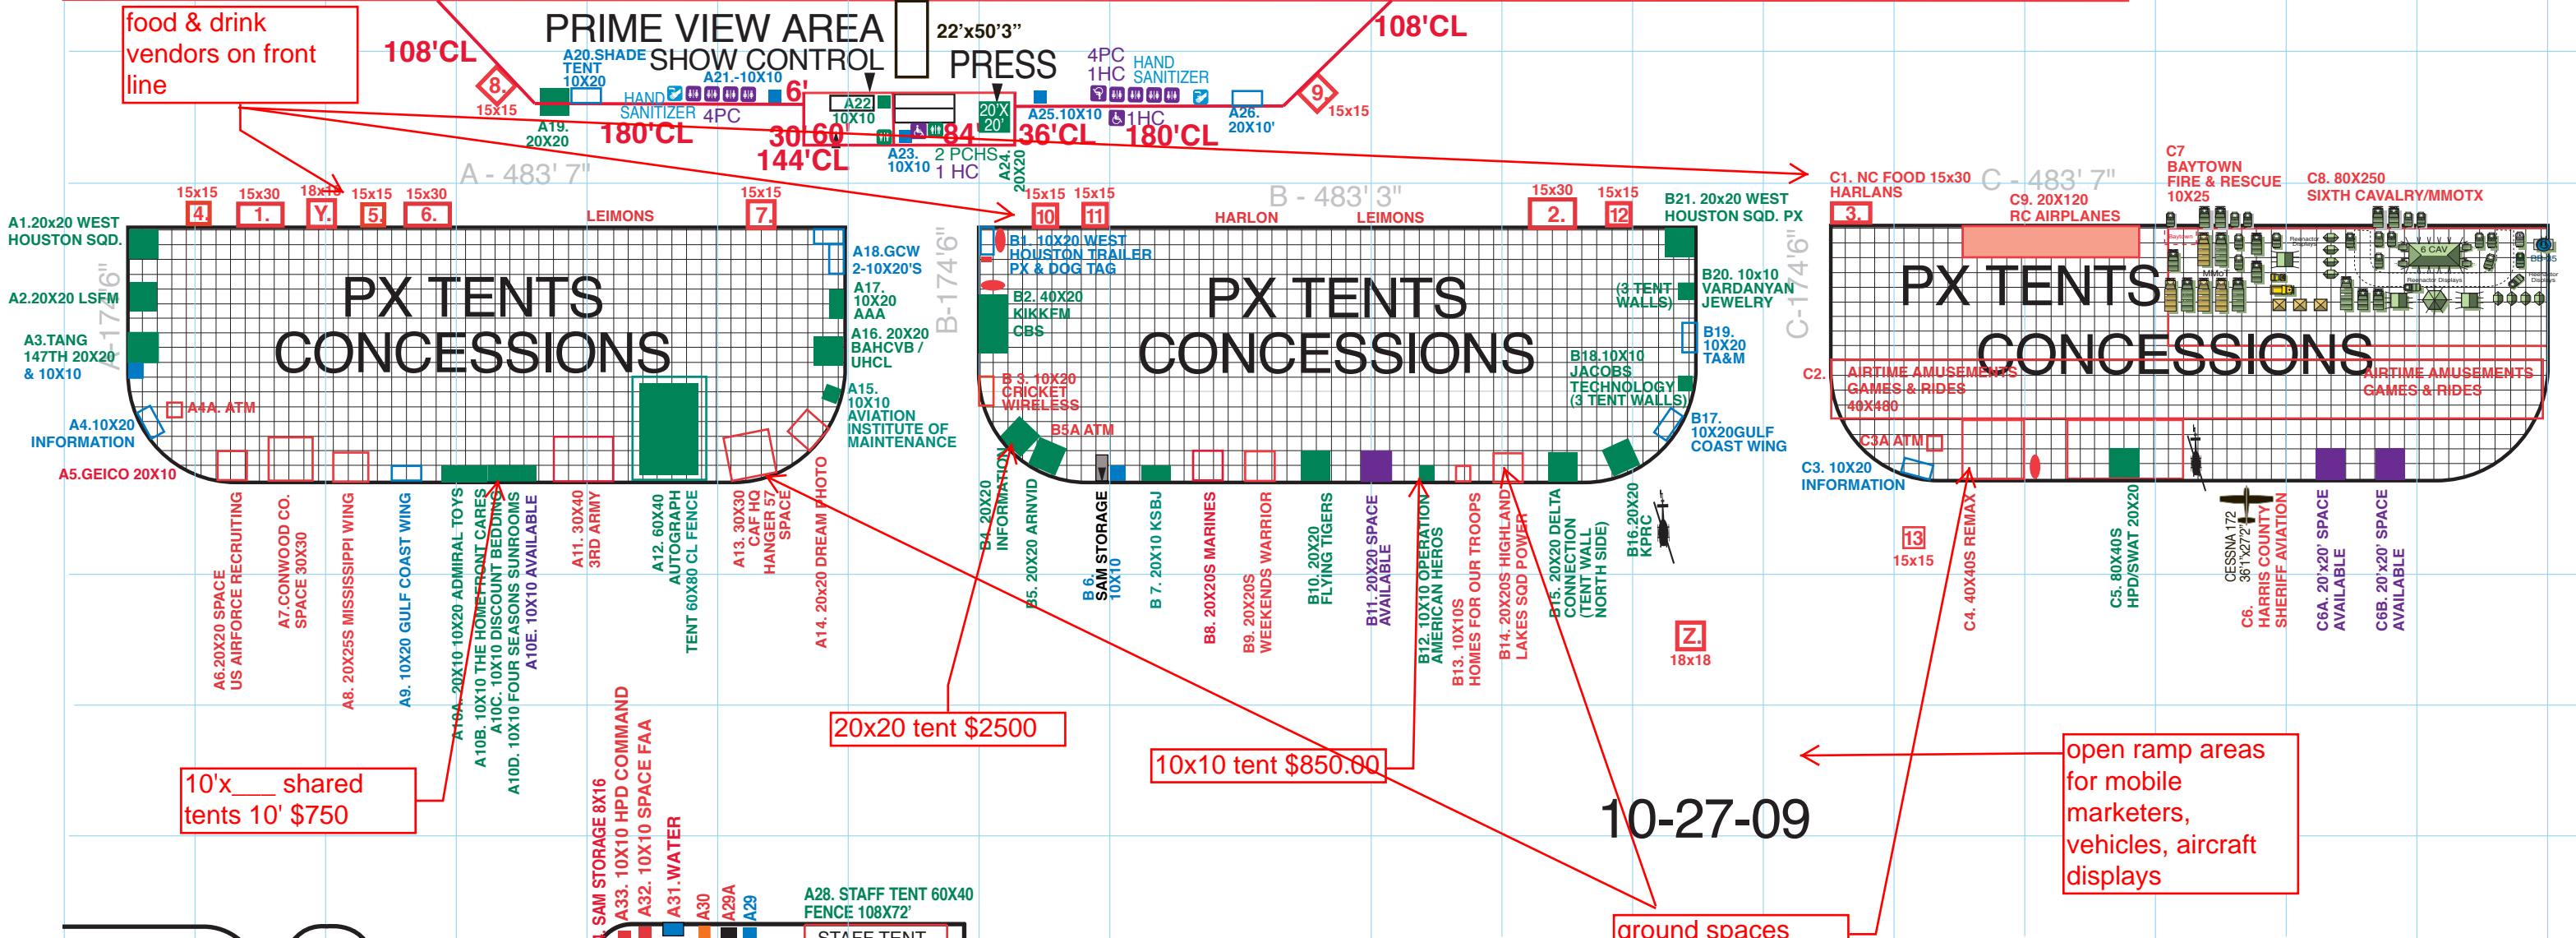 food & drink
vendors on front
line
108'CL
PRIME VIEW AREA
22'x50'3"
SHOW CONTROL
PRESS
108'CL
8.
15x15
A20.SHADE
TENT
10X20
HAND
SANITIZER
A21.-10X10
4PC
6'
A19.
20X20
180'CL
30'
60'
144'CL
A22
10X10
A23.
10X10
84'
2 PCHS
1 HC
20'X
20'
A24.
20X20
36'CL
A25.10X10
4PC
1HC
HAND
SANITIZER
1HC
180'CL
A26.
20X10'
9.
15x15
A - 483' 7"
B - 483' 3"
C - 483' 7"
15x15
4.
15x30
1.
18x18
Y.
15x15
5.
15x30
6.
LEIMONS
15x15
7.
A1.20x20 WEST
HOUSTON SQD.
A2.20X20 LSFM
A-174'6"
A3.TANG
147TH 20X20
& 10X10
A4A. ATM
A4.10X20
INFORMATION
A5.GEICO 20X10
PX TENTS
CONCESSIONS
A18.GCW
2-10X20'S
A17.
10X20
AAA
A16. 20X20
BAHCVB /
UHCL
A15.
10X10
AVIATION
INSTITUTE OF
MAINTENANCE
A6.20X20 SPACE
US AIRFORCE RECRUITING
A7.CONWOOD CO.
SPACE 30X30
A8. 20X25S MISSISSIPPI WING
A9. 10X20 GULF COAST WING
A10A. 20X10 10X20 ADMIRAL TOYS
A10B. 10X10 THE HOMEFRONT CARES
A10C. 10X10 DISCOUNT BEDDING
A10D. 10X10 FOUR SEASONS SUNROOMS
A10E. 10X10 AVAILABLE
A11. 30X40
3RD ARMY
A12. 60X40
AUTOGRAPH
TENT 60X80 CL FENCE
A13. 30X30
CAF HQ
HANGER 57
SPACE
A14. 20x20 DREAM PHOTO
15x15
10
15x15
11
HARLON
LEIMONS
15x30
2.
15x15
12
B21. 20x20 WEST
HOUSTON SQD. PX
B-174'6"
B1. 10X20 WEST
HOUSTON TRAILER
PX & DOG TAG
B2. 40X20
KIKKFM
CBS
B 3. 10X20
CRICKET
WIRELESS
B5A ATM
PX TENTS
CONCESSIONS
(3 TENT
WALLS)
B20. 10x10
VARDANYAN
JEWELRY
B19.
10X20
TA&M
B18.10X10
JACOBS
TECHNOLOGY
(3 TENT WALLS)
B17.
10X20GULF
COAST WING
B4. 20X20
INFORMATION
B5. 20X20 ARNVID
B 6.
SAM STORAGE
10X10
B 7. 20X10 KSBJ
B8. 20X20S MARINES
B9. 20X20S
WEEKENDS WARRIOR
B10. 20X20
FLYING TIGERS
B11. 20X20 SPACE
AVAILABLE
B12. 10X10 OPERATION
AMERICAN HEROS
B13. 10X10S
HOMES FOR OUR TROOPS
B14. 20X20S HIGHLAND
LAKES SQD POWER
B15. 20X20 DELTA
CONNECTION
(TENT WALL
NORTH SIDE)
B16.20X20
KPRC
Z.
18x18
C1. NC FOOD 15x30
HARLANS
3.
C9. 20X120
RC AIRPLANES
C7
BAYTOWN
FIRE & RESCUE
10X25
C8. 80X250
SIXTH CAVALRY/MMOTX
Baytown
Reenactor
Displays
MMoT
6 CAV
Reenactor Displays
BB-35
Reenactor
Displays
C-174'6"
PX TENTS
CONCESSIONS
C2.
AIRTIME AMUSEMENTS
GAMES & RIDES
40X480
AIRTIME AMUSEMENTS
GAMES & RIDES
C3A ATM
C3. 10X20
INFORMATION
13
15x15
C4. 40X40S REMAX
C5. 80X40S
HPD/SWAT 20X20
CESSNA 172
36'1"x27'2"
C6.
HARRIS COUNTY
SHERIFF AVIATION
C6A. 20'x20' SPACE
AVAILABLE
C6B. 20'x20' SPACE
AVAILABLE
20x20 tent $2500
10x10 tent $850.00
10'x___ shared
tents 10' $750
open ramp areas
for mobile
marketers,
vehicles, aircraft
displays
10-27-09
SAM STORAGE 8X16
A33. 10X10 HPD COMMAND
A32. 10X10 SPACE FAA
A31.WATER
A30
A29A
A29
A28. STAFF TENT 60X40
FENCE 108X72'
STAFF TENT
ground spaces